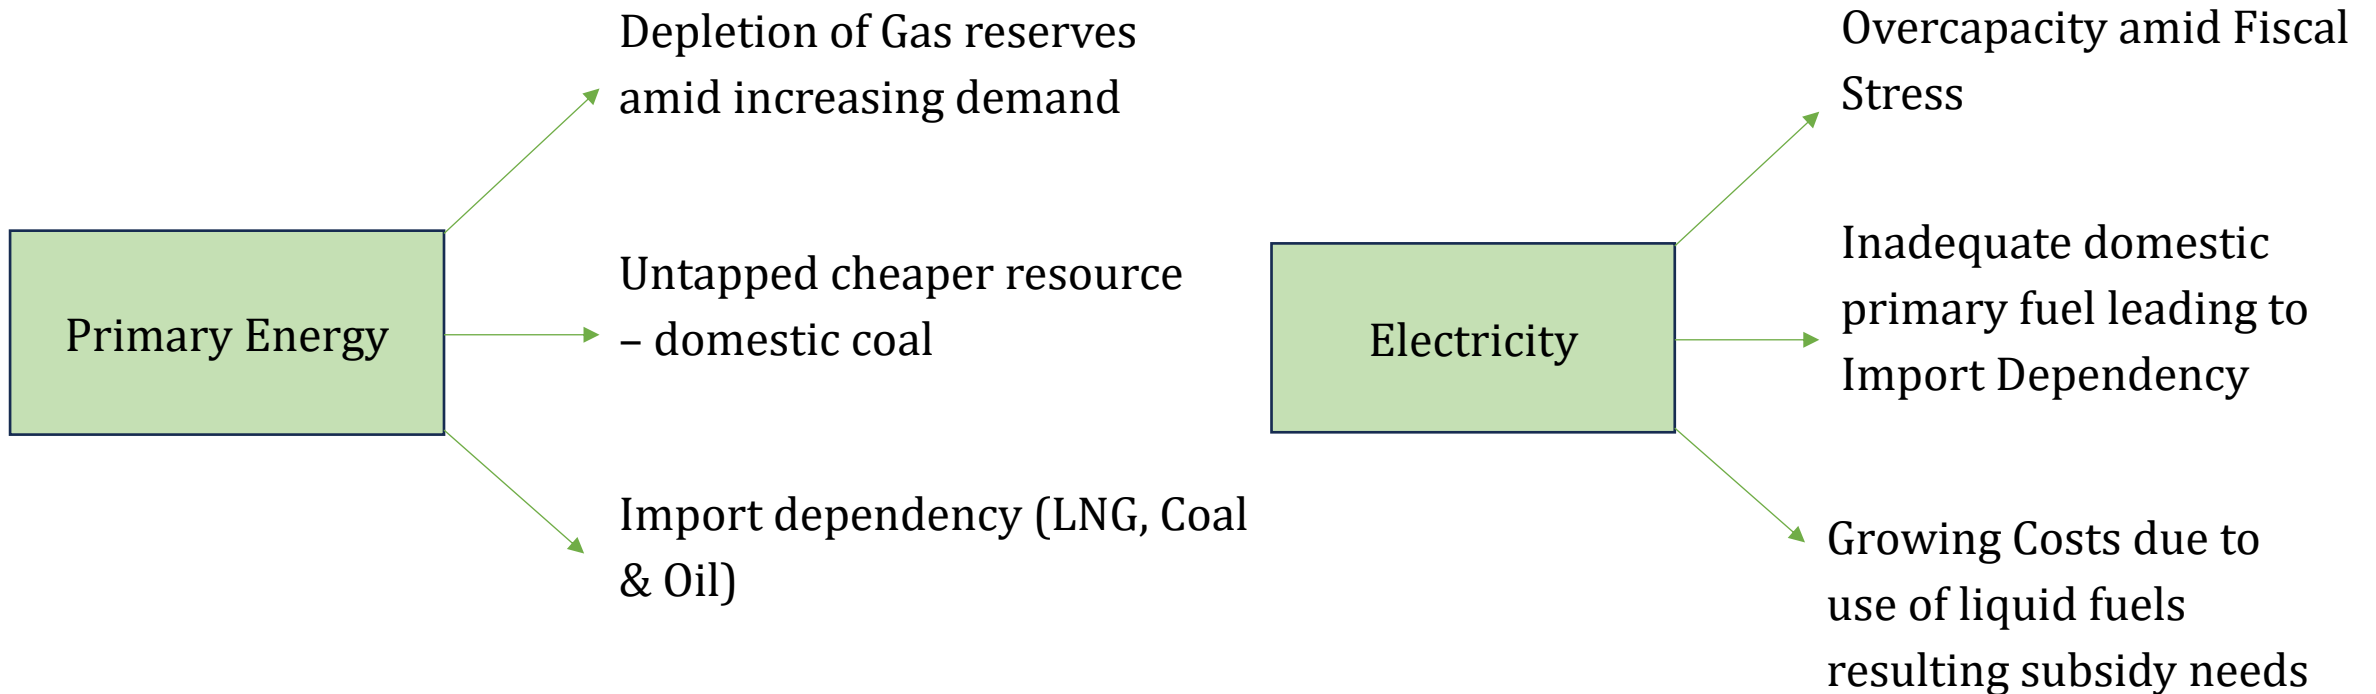 Primary Energy
Depletion of Gas reserves
amid increasing demand
Untapped cheaper resource
– domestic coal
Import dependency (LNG, Coal
& Oil)
Electricity
Overcapacity amid Fiscal
Stress
Inadequate domestic
primary fuel leading to
Import Dependency
Growing Costs due to
use of liquid fuels
resulting subsidy needs